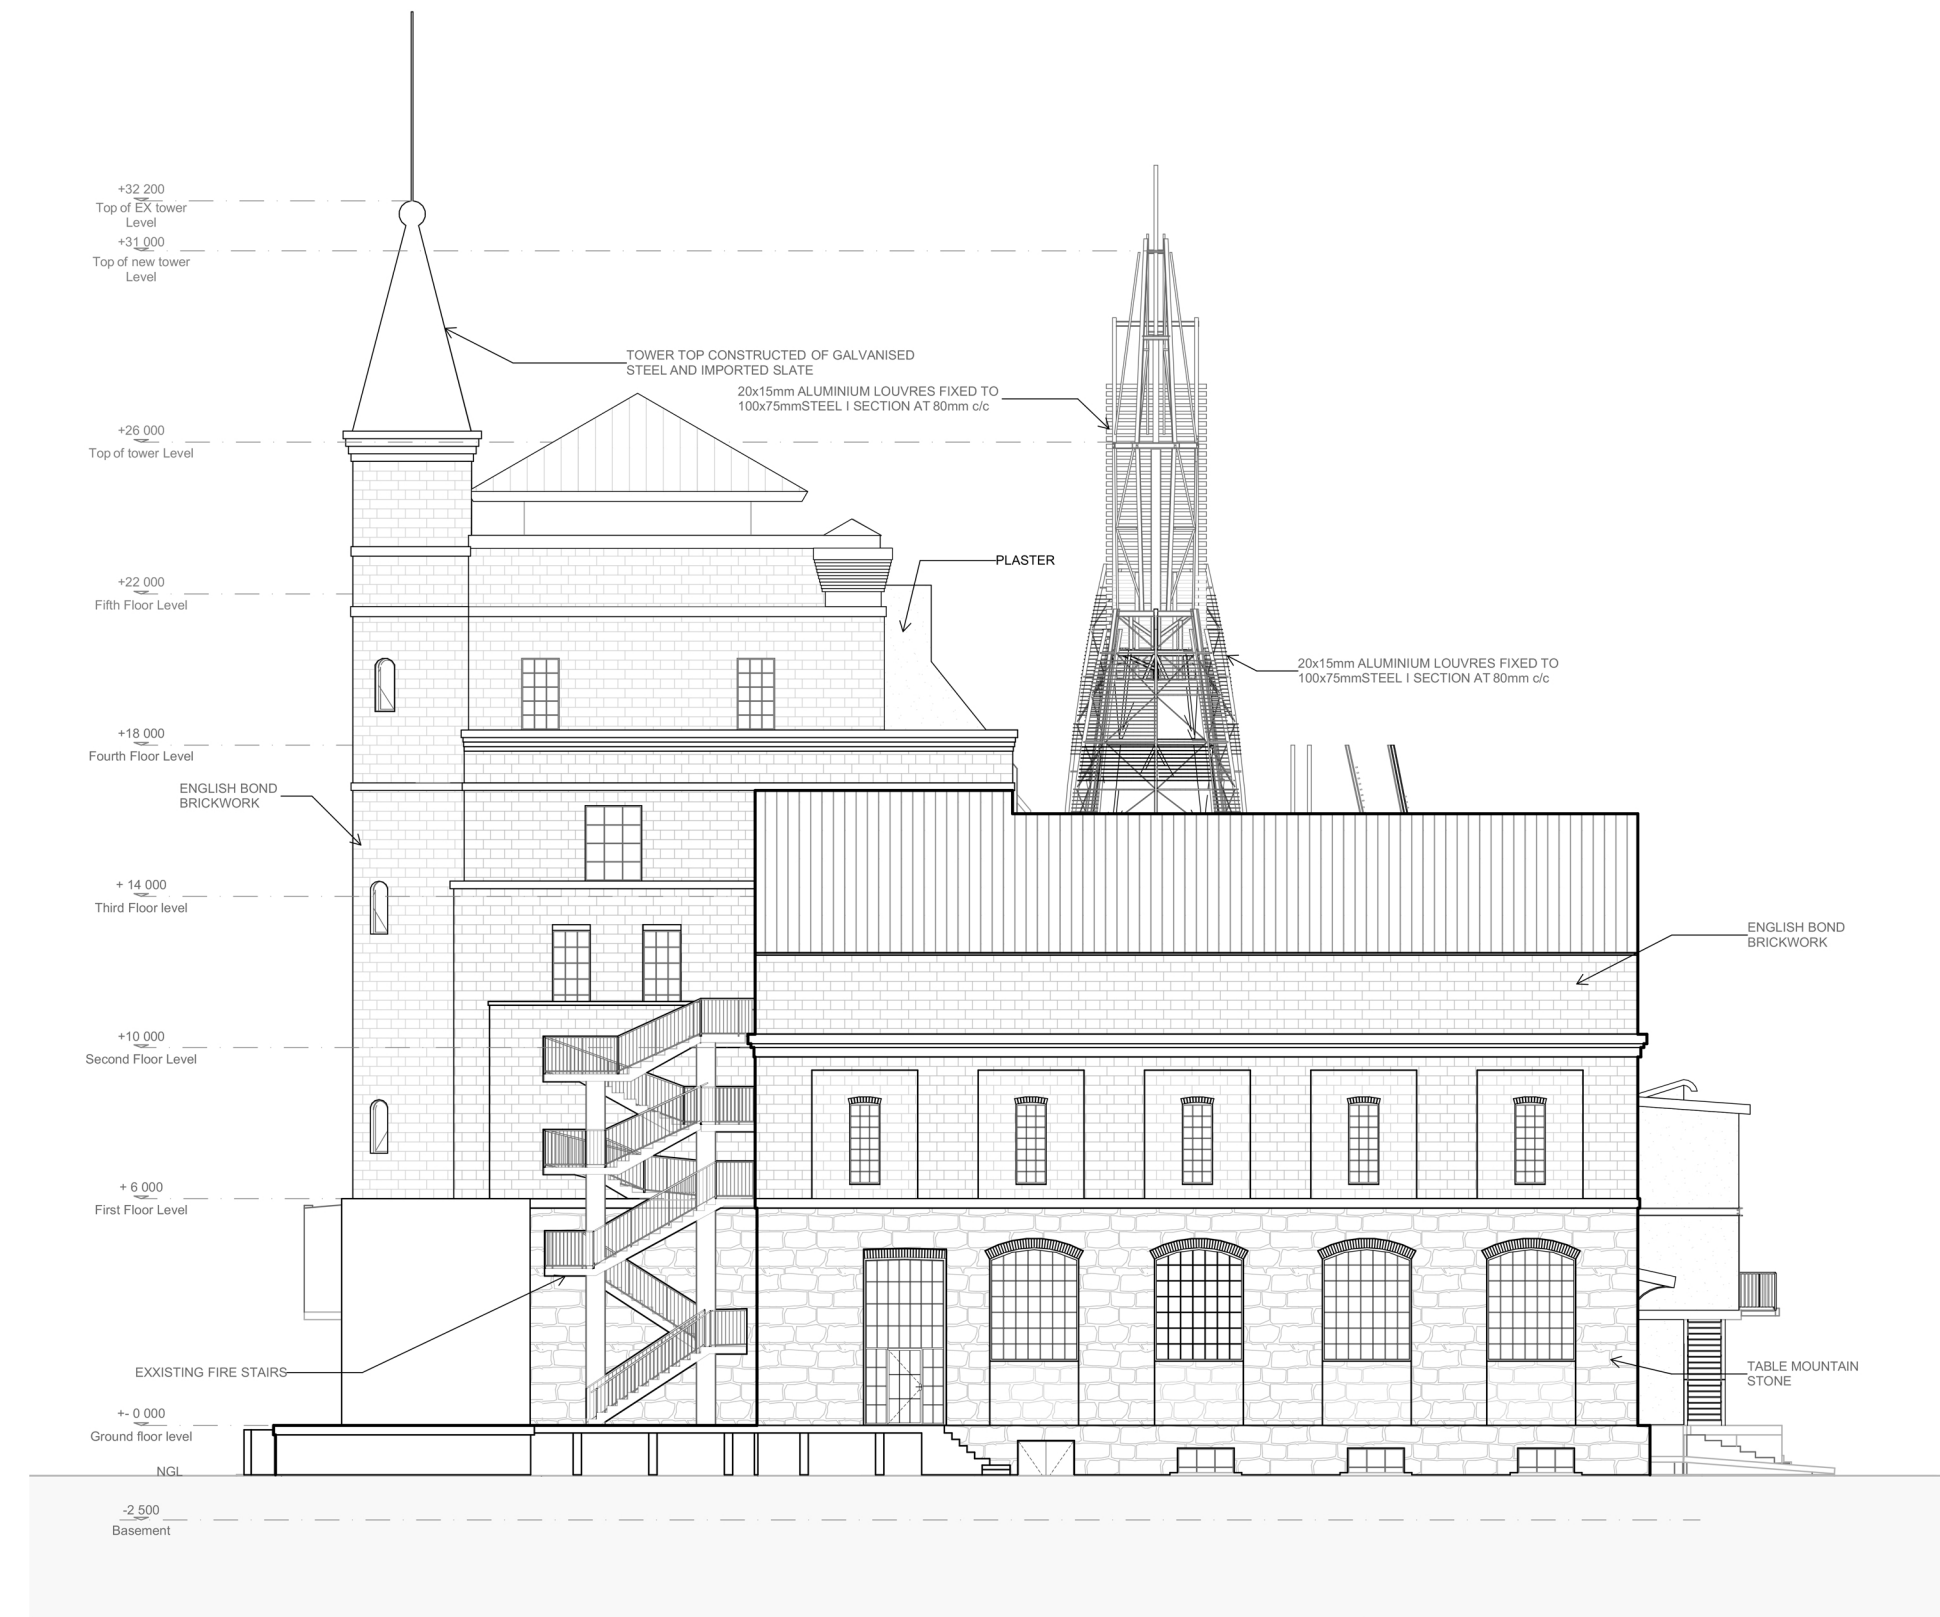 +32 200
Top of EX tower
Level
+31 000
Top of new tower
Level
TOWER TOP CONSTRUCTED OF GALVANISED
STEEL AND IMPORTED SLATE
20x15mm ALUMINIUM LOUVRES FIXED TO
100x75mmSTEEL I SECTION AT 80mm c/c
+26 000
Top of tower Level
PLASTER
+22 000
Fifth Floor Level
20x15mm ALUMINIUM LOUVRES FIXED TO
100x75mmSTEEL I SECTION AT 80mm c/c
+18 000
Fourth Floor Level
ENGLISH BOND
BRICKWORK
+ 14 000
Third Floor level
ENGLISH BOND
BRICKWORK
+10 000
Second Floor Level
+ 6 000
First Floor Level
EXXISTING FIRE STAIRS
TABLE MOUNTAIN
STONE
+- 0 000
Ground floor level
NGL
-2 500
Basement